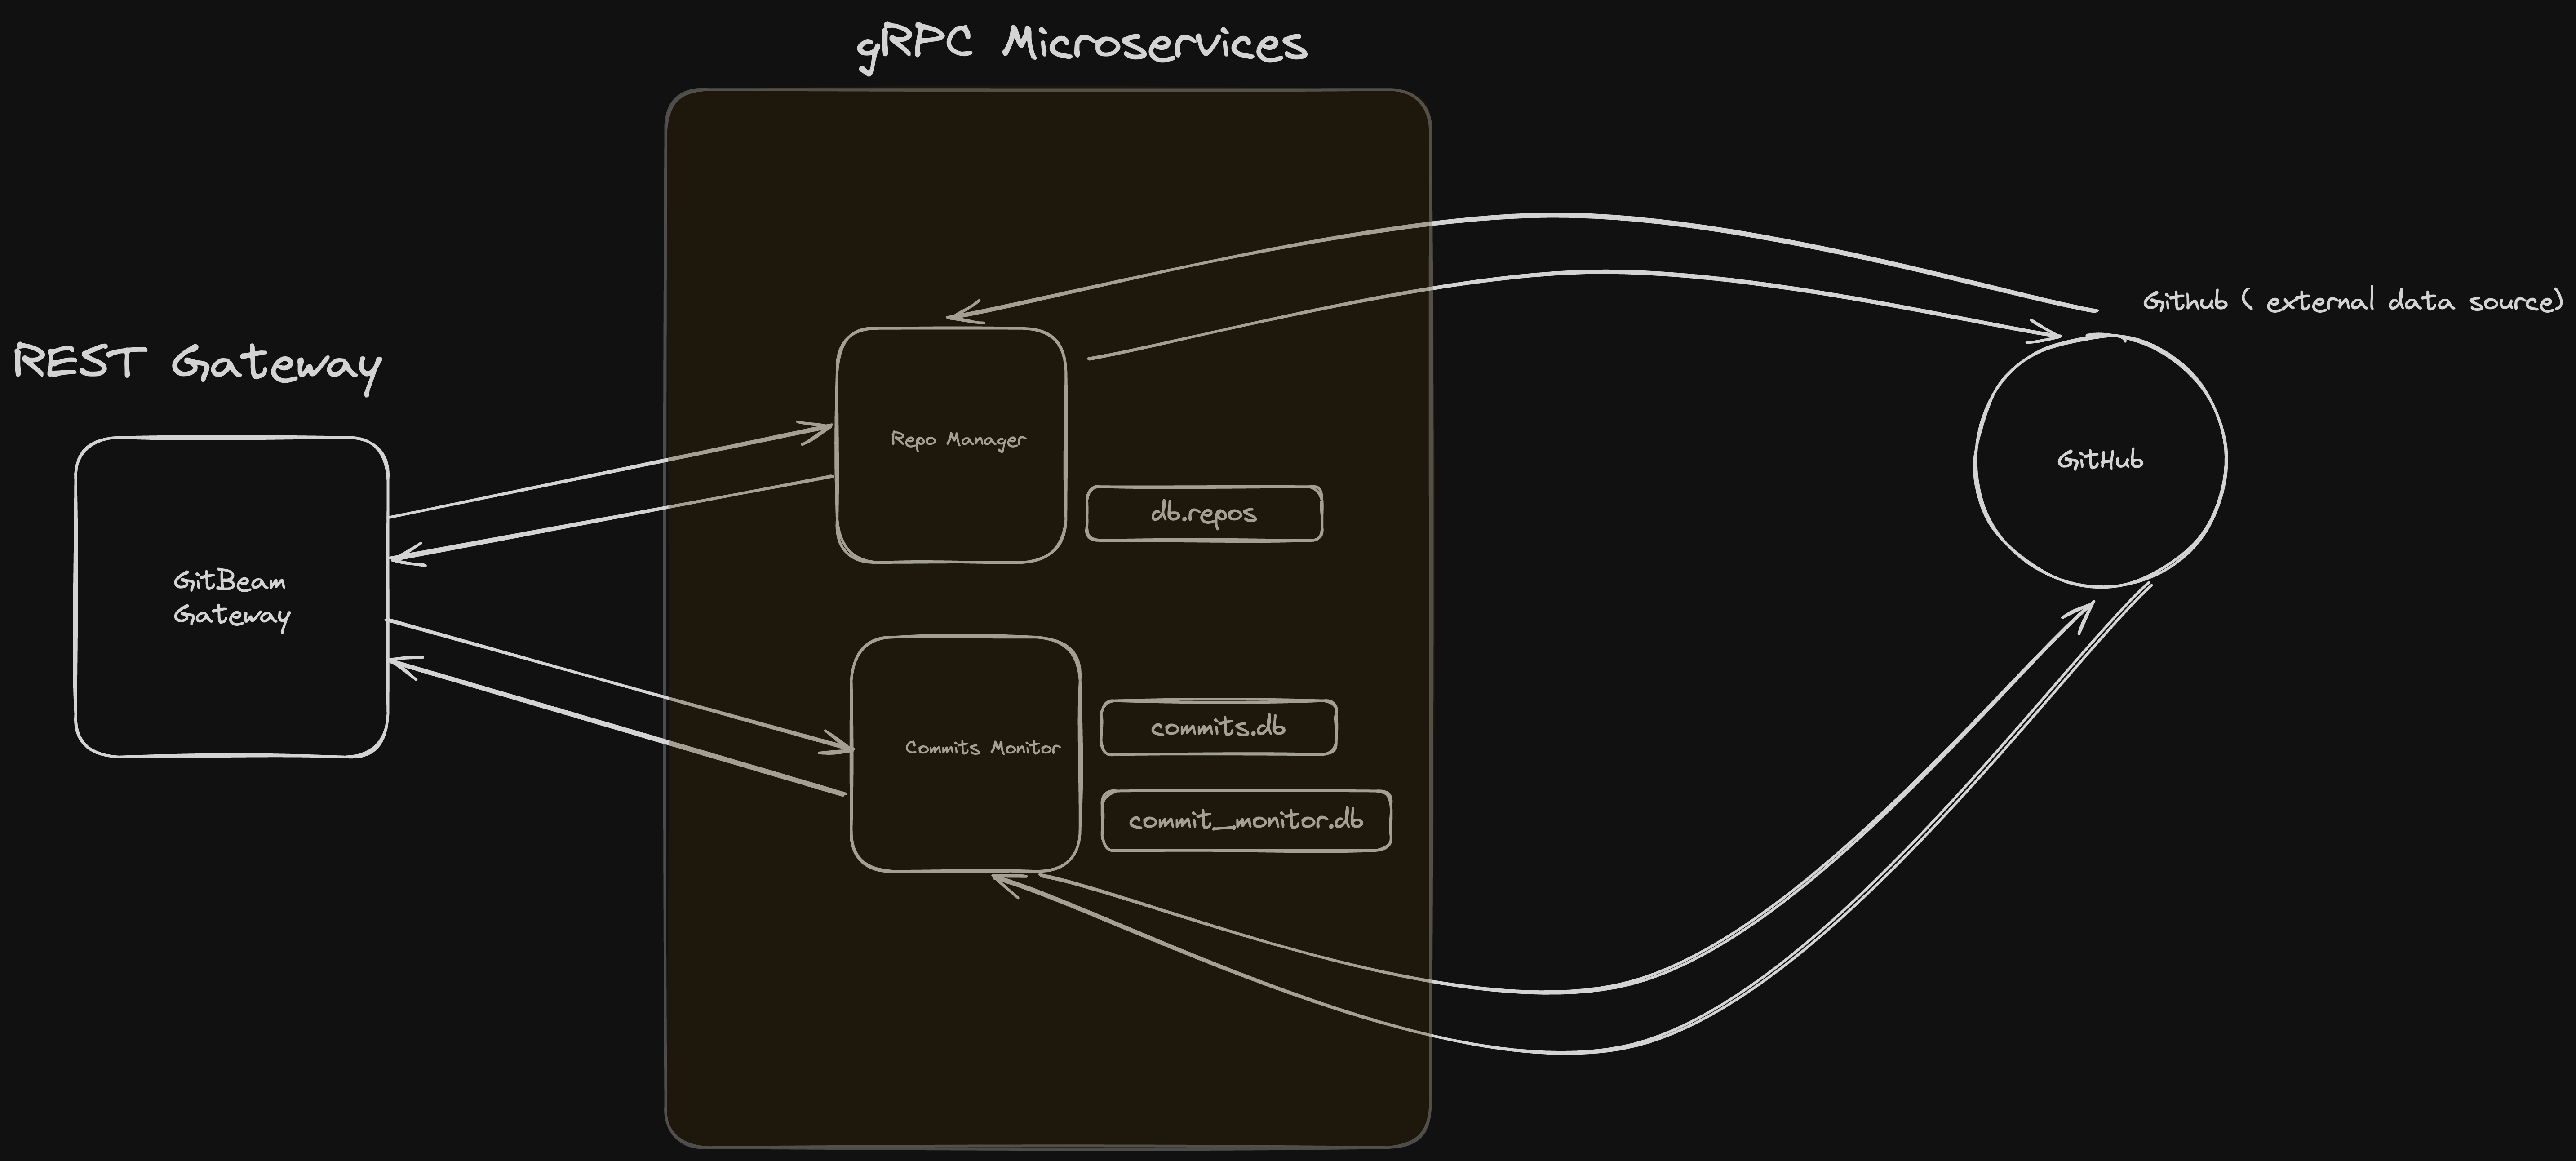 gRPC Microservices
Github ( external data source)
REST Gateway
Repo Manager
GitHub
db.repos
GitBeam
Gateway
commits.db
Commits Monitor
commit_monitor.db